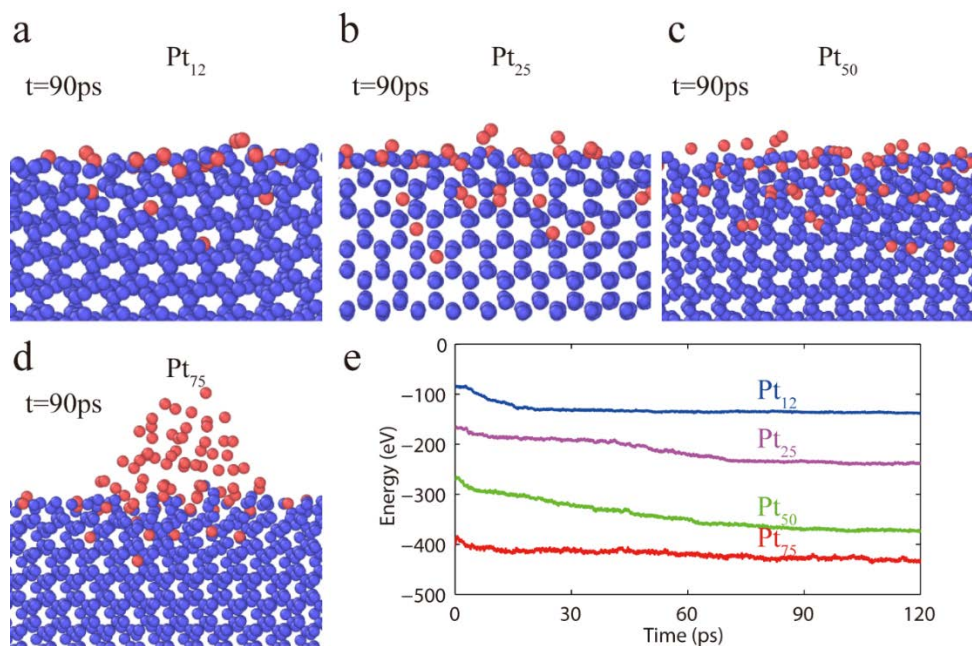 a
Pt₁₂
t=90ps
b
Pt₂₅
t=90ps
c
Pt₅₀
t=90ps
d
Pt₇₅
t=90ps
e
0
−100
−200
−300
−400
−500
Energy (eV)
Pt₁₂
Pt₂₅
Pt₅₀
Pt₇₅
0 30 60 90 120
Time (ps)